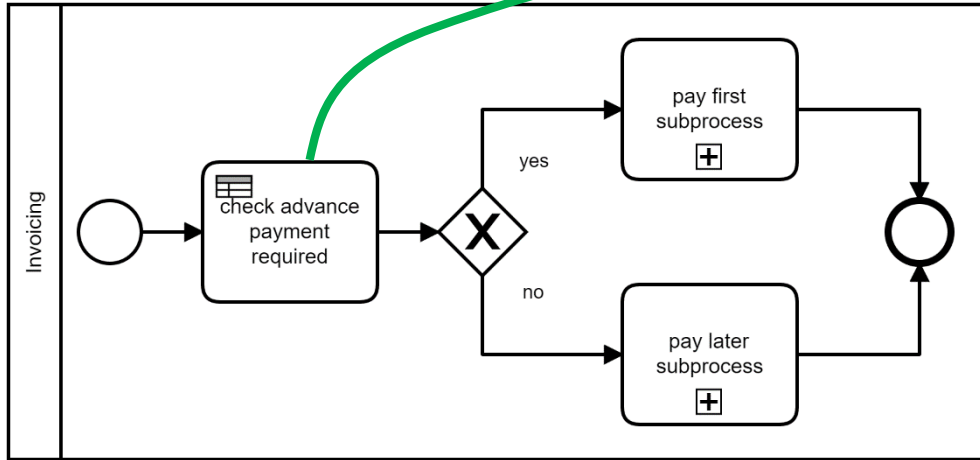 Invoicing
check advance
payment
required
yes
no
pay first
subprocess
pay later
subprocess